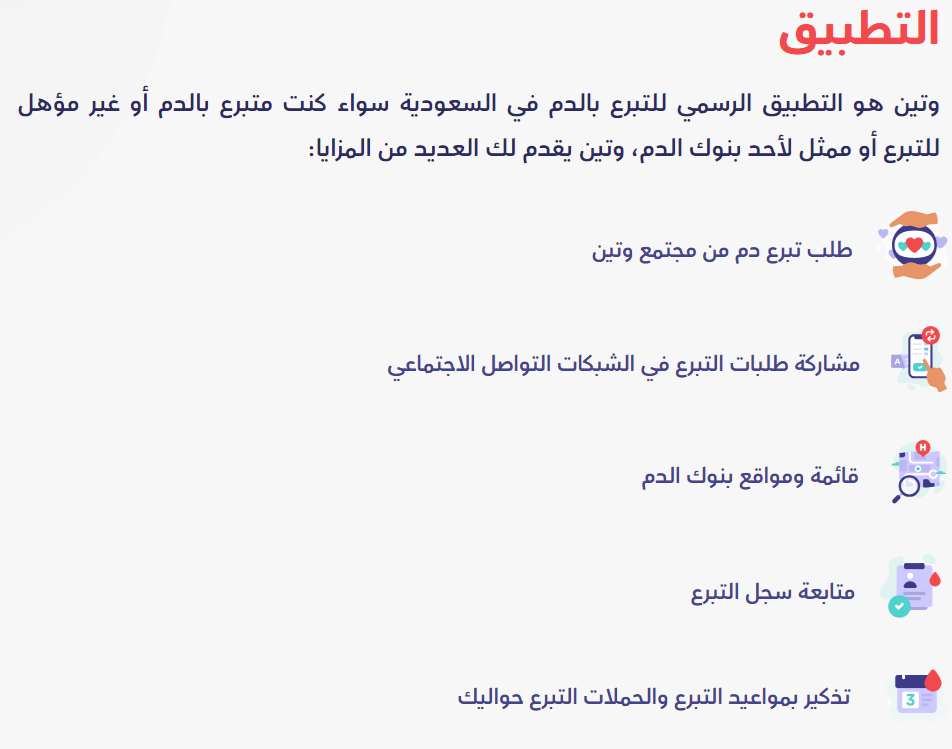 التطبيق
وتين هو التطبيق الرسمي للتبرع بالدم في السعودية سواء كنت متبرع بالدم أو غير مؤهل
للتبرع أو ممثل لأحد بنوك الدم، وتين يقدم لك العديد من المزايا:
طلب تبرع دم من مجتمع وتين
مشاركة طلبات التبرع في الشبكات التواصل الاجتماعي
A
قائمة ومواقع بنوك الدم
H
متابعة سجل التبرع
تذكير بمواعيد التبرع والحملات التبرع حواليك
3